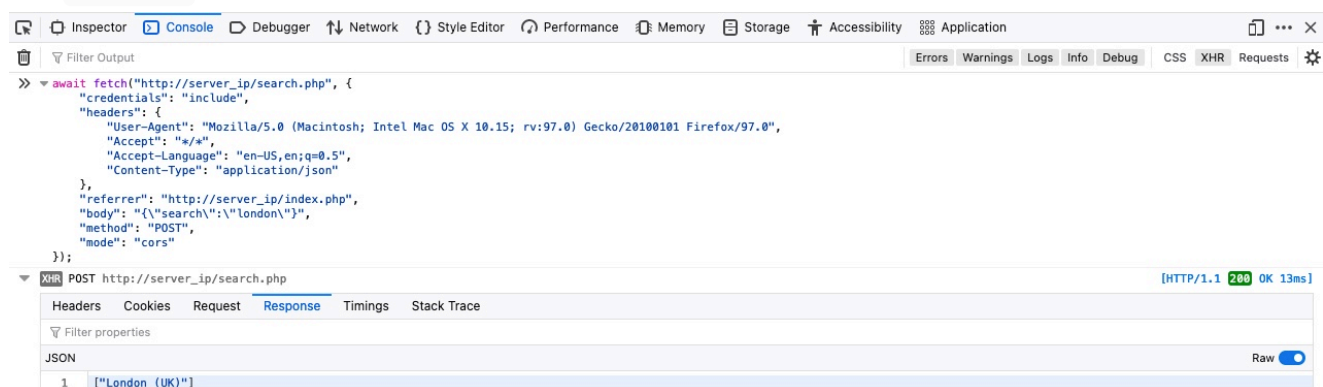 Inspector Console Debugger Network Style Editor Performance Memory Storage Accessibility Application
Filter Output Errors Warnings Logs Info Debug CSS XHR Requests
await fetch("http://server_ip/search.php", {
"credentials": "include",
"headers": {
"User-Agent": "Mozilla/5.0 (Macintosh; Intel Mac OS X 10.15; rv:97.0) Gecko/20100101 Firefox/97.0",
"Accept": "*/*",
"Accept-Language": "en-US,en;q=0.5",
"Content-Type": "application/json"
},
"referrer": "http://server_ip/index.php",
"body": "{\"search\":\"london\"}",
"method": "POST",
"mode": "cors"
});
XHR POST http://server_ip/search.php [HTTP/1.1 200 OK 13ms]
Headers Cookies Request Response Timings Stack Trace
Filter properties
JSON Raw
1 ["London (UK)"]